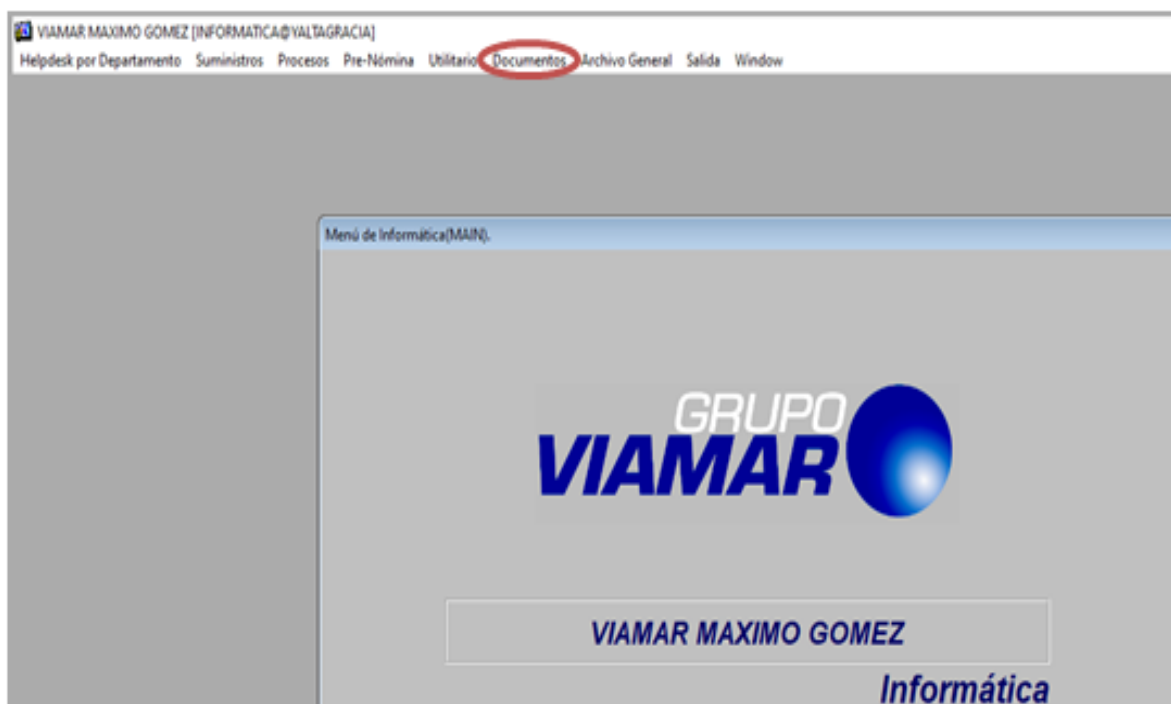 VIAMAR MAXIMO GOMEZ [INFORMATICA@YALTAGRACIA]
Helpdesk por Departamento Suministros Procesos Pre-Nómina Utilitario Documentos Archivo General Salida Window
Menú de Informática(MAIN).
GRUPO
VIAMAR
VIAMAR MAXIMO GOMEZ
Informática